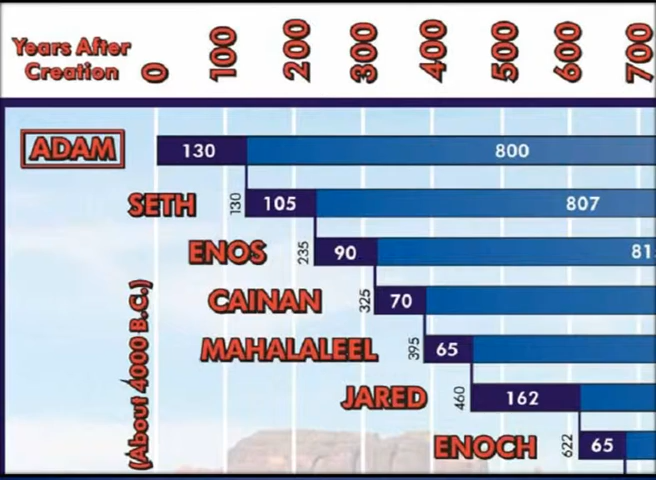 Years After
Creation
0 100 200 300 400 500 600 700
ADAM 130 800
SETH 130 105 807
ENOS 235 90 81
CAINAN 325 70
MAHALALEEL 395 65
JARED 460 162
ENOCH 622 65
(About 4000 B.C.)